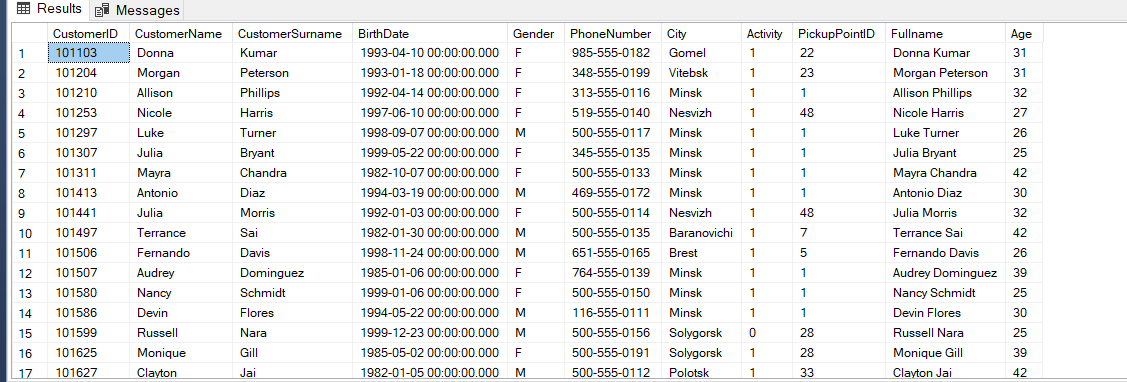 Results Messages
CustomerID CustomerName CustomerSurname BirthDate Gender PhoneNumber City Activity PickupPointID Fullname Age
1 101103 Donna Kumar 1993-04-10 00:00:00.000 F 985-555-0182 Gomel 1 22 Donna Kumar 31
2 101204 Morgan Peterson 1993-01-18 00:00:00.000 F 348-555-0199 Vitebsk 1 23 Morgan Peterson 31
3 101210 Allison Phillips 1992-04-14 00:00:00.000 F 313-555-0116 Minsk 1 1 Allison Phillips 32
4 101253 Nicole Harris 1997-06-10 00:00:00.000 F 519-555-0140 Nesvizh 1 48 Nicole Harris 27
5 101297 Luke Turner 1998-09-07 00:00:00.000 M 500-555-0117 Minsk 1 1 Luke Turner 26
6 101307 Julia Bryant 1999-05-22 00:00:00.000 F 345-555-0135 Minsk 1 1 Julia Bryant 25
7 101311 Mayra Chandra 1982-10-07 00:00:00.000 F 500-555-0133 Minsk 1 1 Mayra Chandra 42
8 101413 Antonio Diaz 1994-03-19 00:00:00.000 M 469-555-0172 Minsk 1 1 Antonio Diaz 30
9 101441 Julia Morris 1992-01-03 00:00:00.000 F 500-555-0114 Nesvizh 1 48 Julia Morris 32
10 101497 Terrance Sai 1982-01-30 00:00:00.000 M 500-555-0135 Baranovichi 1 7 Terrance Sai 42
11 101506 Fernando Davis 1998-11-24 00:00:00.000 M 651-555-0165 Brest 1 5 Fernando Davis 26
12 101507 Audrey Dominguez 1985-01-06 00:00:00.000 F 764-555-0139 Minsk 1 1 Audrey Dominguez 39
13 101580 Nancy Schmidt 1999-01-06 00:00:00.000 F 500-555-0150 Minsk 1 1 Nancy Schmidt 25
14 101586 Devin Flores 1994-05-22 00:00:00.000 M 116-555-0111 Minsk 1 1 Devin Flores 30
15 101599 Russell Nara 1999-12-23 00:00:00.000 M 500-555-0156 Solygorsk 0 28 Russell Nara 25
16 101625 Monique Gill 1985-05-02 00:00:00.000 F 500-555-0191 Solygorsk 1 28 Monique Gill 39
17 101627 Clayton Jai 1982-01-05 00:00:00.000 M 500-555-0112 Polotsk 1 33 Clayton Jai 42